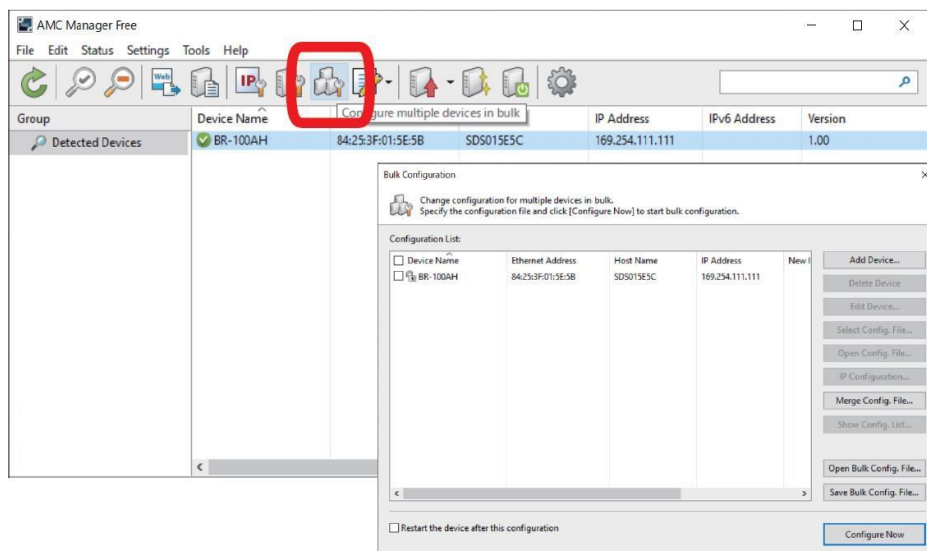 AMC Manager Free
File Edit Status Settings Tools Help
Web IP
Configure multiple devices in bulk
Group Device Name IP Address IPv6 Address Version
Detected Devices BR-100AH 84:25:3F:01:5E:5B SDS015E5C 169.254.111.111 1.00
Bulk Configuration
Change configuration for multiple devices in bulk.
Specify the configuration file and click [Configure Now] to start bulk configuration.
Configuration List:
Device Name Ethernet Address Host Name IP Address New I
BR-100AH 84:25:3F:01:5E:5B SDS015E5C 169.254.111.111
Add Device...
Delete Device
Edit Device...
Select Config. File...
Open Config. File...
IP Configuration...
Merge Config. File...
Show Config. List...
Open Bulk Config. File...
Save Bulk Config. File...
Restart the device after this configuration
Configure Now